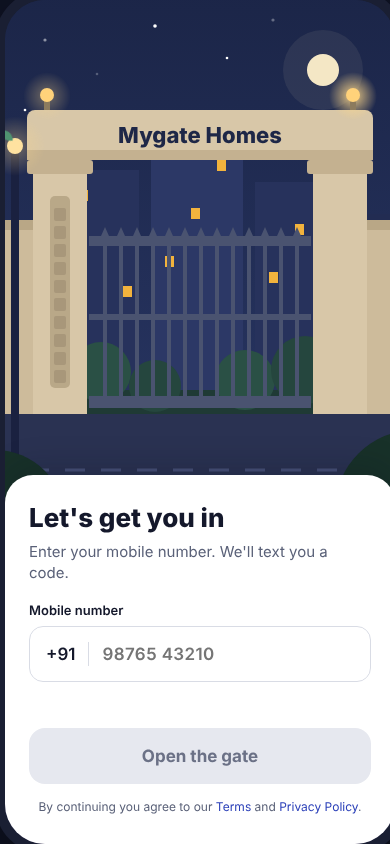 Mygate Homes
Let's get you in
Enter your mobile number. We'll text you a
code.
Mobile number
+91 98765 43210
Open the gate
By continuing you agree to our Terms and Privacy Policy.